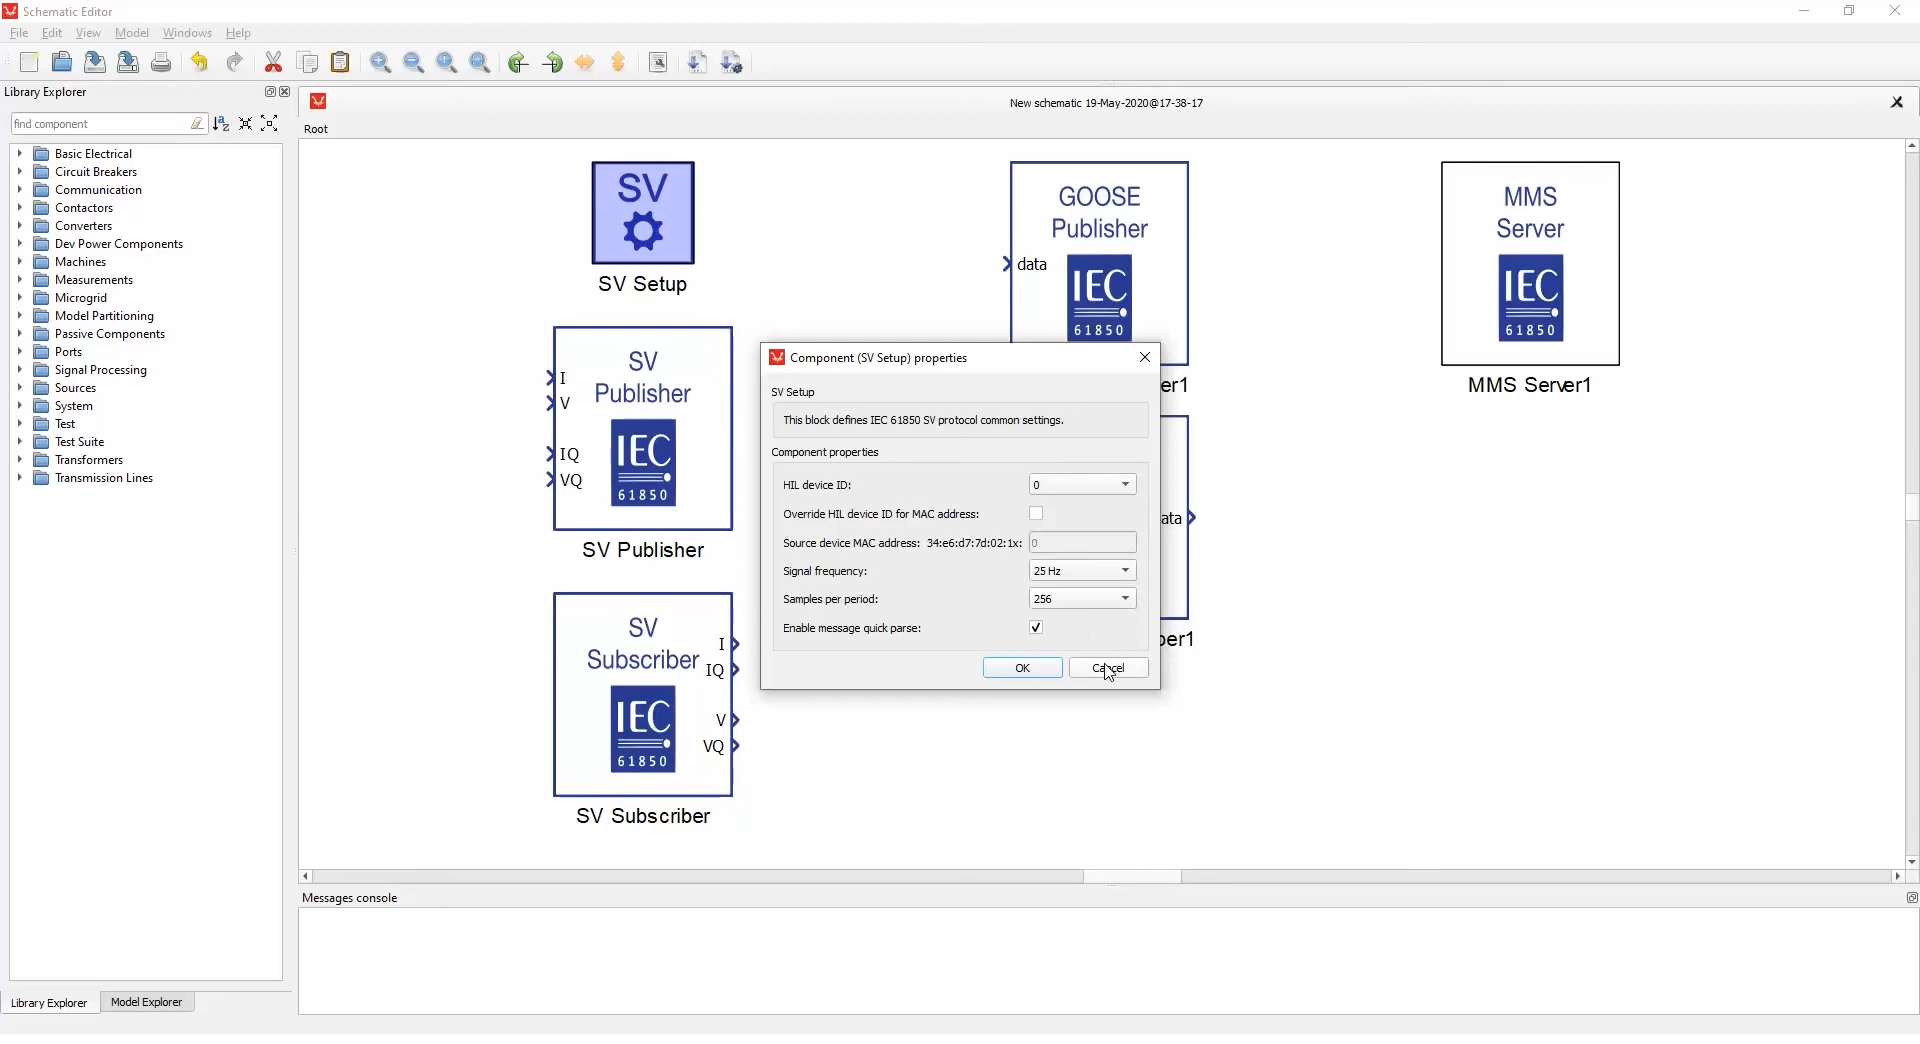 Schematic Editor
File Edit View Model Windows Help
Library Explorer
find component
Basic Electrical
Circuit Breakers
Communication
Contactors
Converters
Dev Power Components
Machines
Measurements
Microgrid
Model Partitioning
Passive Components
Ports
Signal Processing
Sources
System
Test
Test Suite
Transformers
Transmission Lines
Library Explorer
Model Explorer
New schematic 19-May-2020@17-38-17
Root
SV
SV Setup
SV
Publisher
I
V
IQ
VQ
IEC
61850
SV Publisher
SV
Subscriber
I
IQ
V
VQ
IEC
61850
SV Subscriber
GOOSE
Publisher
data
IEC
61850
er1
ata
ber1
MMS
Server
IEC
61850
MMS Server1
Component (SV Setup) properties
SV Setup
This block defines IEC 61850 SV protocol common settings.
Component properties
HIL device ID: 0
Override HIL device ID for MAC address:
Source device MAC address: 34:e6:d7:7d:02:1x: 0
Signal frequency: 25 Hz
Samples per period: 256
Enable message quick parse:
OK Cancel
Messages console